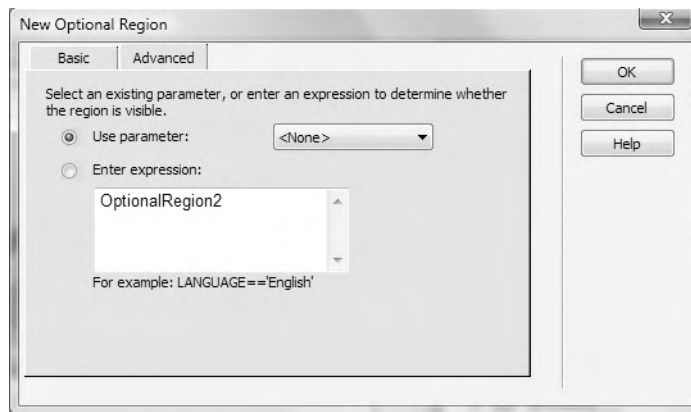 New Optional Region
Basic
Advanced
Select an existing parameter, or enter an expression to determine whether
the region is visible.
Use parameter:
<None>
Enter expression:
OptionalRegion2
For example: LANGUAGE=='English'
OK
Cancel
Help